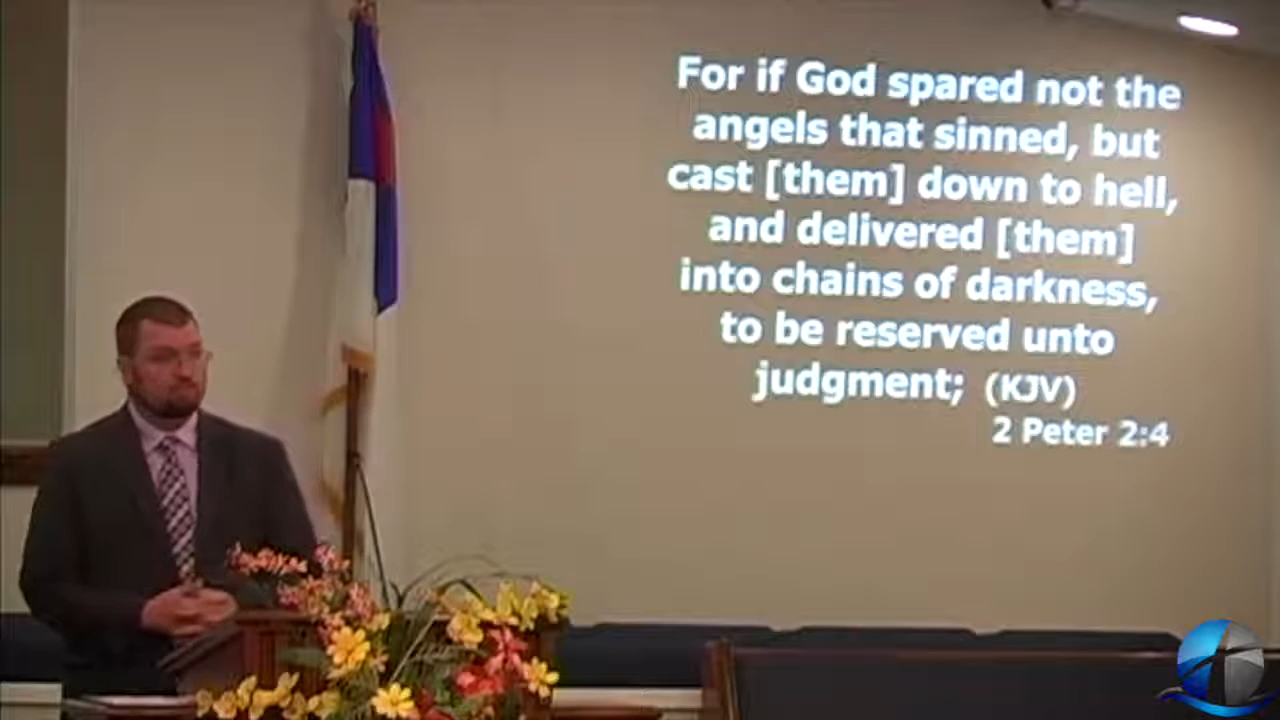 For if God spared not the
angels that sinned, but
cast [them] down to hell,
and delivered [them]
into chains of darkness,
to be reserved unto
judgment; (KJV)
2 Peter 2:4